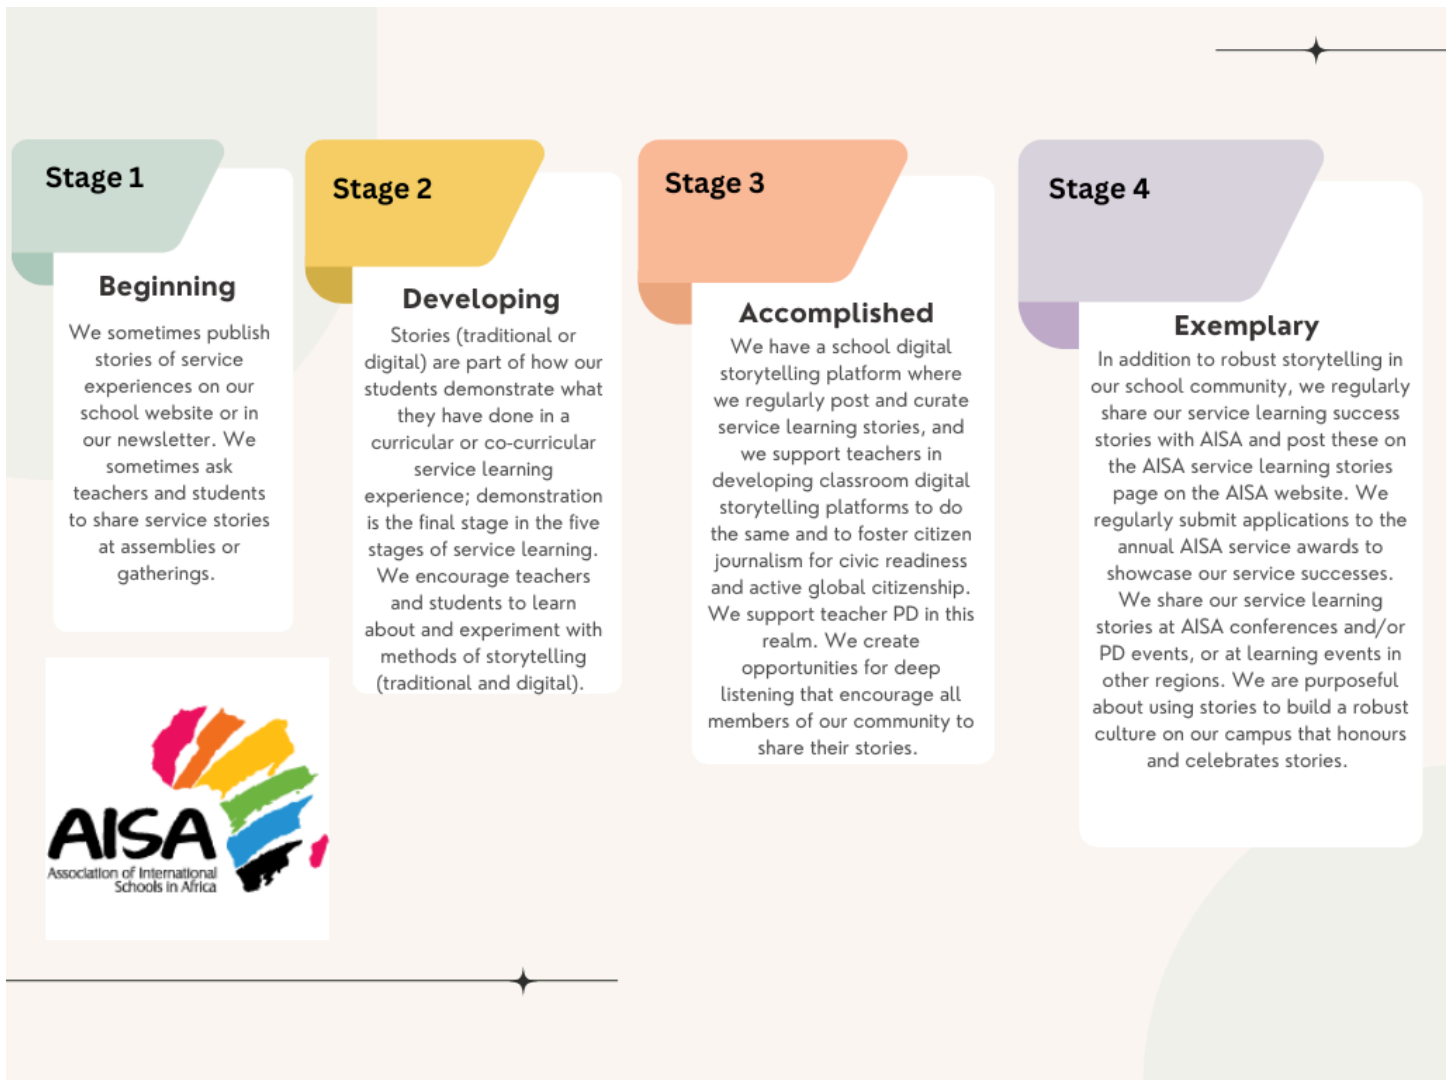 Stage 1
Beginning
We sometimes publish
stories of service
experiences on our
school website or in
our newsletter. We
sometimes ask
teachers and students
to share service stories
at assemblies or
gatherings.
Stage 2
Developing
Stories (traditional or
digital) are part of how our
students demonstrate what
they have done in a
curricular or co-curricular
service learning
experience; demonstration
is the final stage in the five
stages of service learning.
We encourage teachers
and students to learn
about and experiment with
methods of storytelling
(traditional and digital).
Stage 3
Accomplished
We have a school digital
storytelling platform where
we regularly post and curate
service learning stories, and
we support teachers in
developing classroom digital
storytelling platforms to do
the same and to foster citizen
journalism for civic readiness
and active global citizenship.
We support teacher PD in this
realm. We create
opportunities for deep
listening that encourage all
members of our community to
share their stories.
Stage 4
Exemplary
In addition to robust storytelling in
our school community, we regularly
share our service learning success
stories with AISA and post these on
the AISA service learning stories
page on the AISA website. We
regularly submit applications to the
annual AISA service awards to
showcase our service successes.
We share our service learning
stories at AISA conferences and/or
PD events, or at learning events in
other regions. We are purposeful
about using stories to build a robust
culture on our campus that honours
and celebrates stories.
AISA
Association of International
Schools in Africa